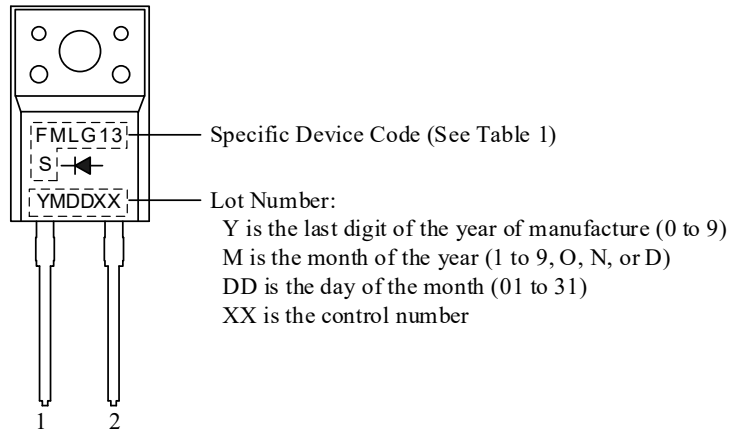 FMLG13
S
YMDDXX
Specific Device Code (See Table 1)
Lot Number:
Y is the last digit of the year of manufacture (0 to 9)
M is the month of the year (1 to 9, O, N, or D)
DD is the day of the month (01 to 31)
XX is the control number
1 2